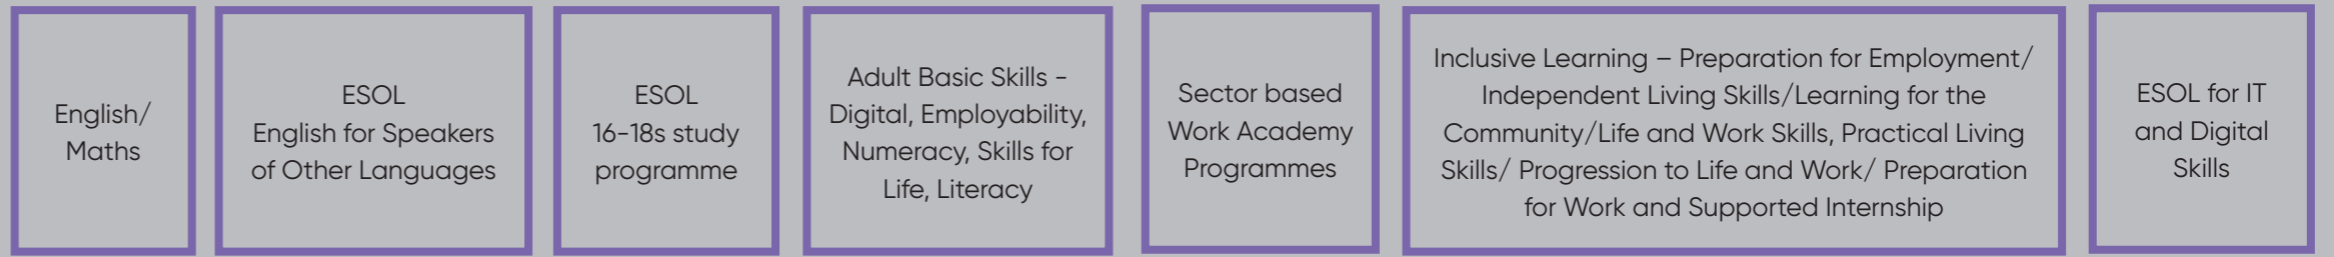 English/
Maths
ESOL
English for Speakers
of Other Languages
ESOL
16-18s study
programme
Adult Basic Skills -
Digital, Employability,
Numeracy, Skills for
Life, Literacy
Sector based
Work Academy
Programmes
Inclusive Learning – Preparation for Employment/
Independent Living Skills/Learning for the
Community/Life and Work Skills, Practical Living
Skills/ Progression to Life and Work/ Preparation
for Work and Supported Internship
ESOL for IT
and Digital
Skills